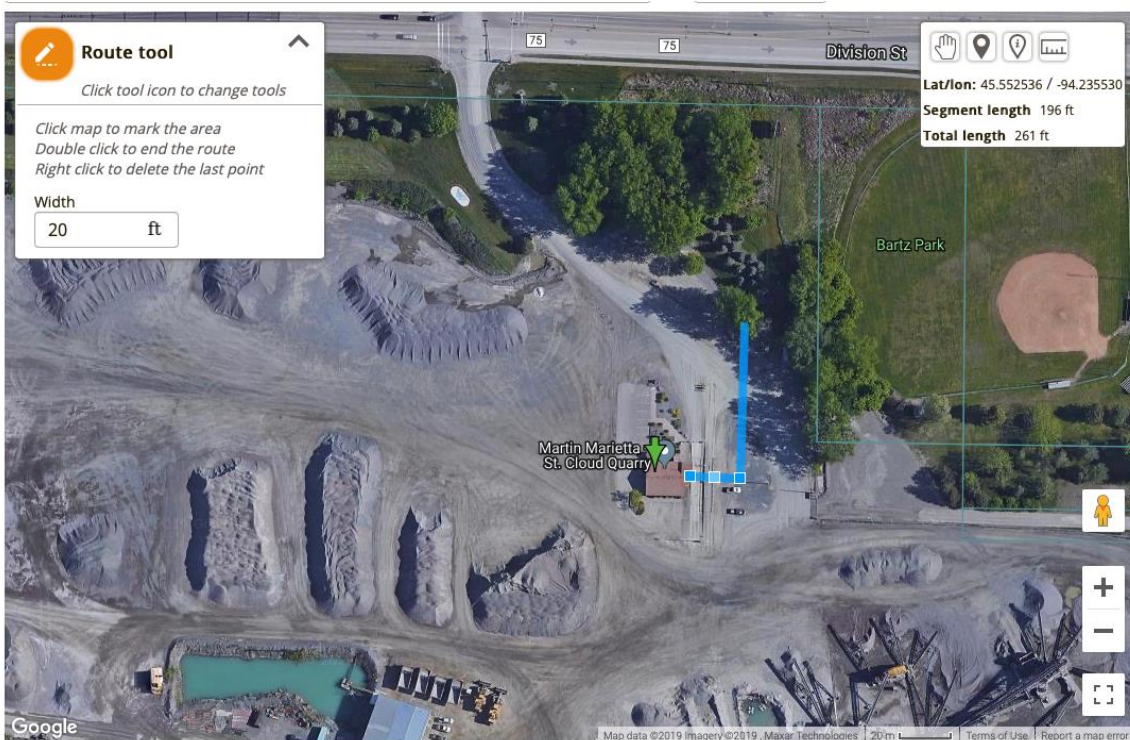 Route tool
Click tool icon to change tools
Click map to mark the area
Double click to end the route
Right click to delete the last point
Width
20 ft
75
75
Division St
Lat/lon: 45.552536 / -94.235530
Segment length 196 ft
Total length 261 ft
Bartz Park
Martin Marietta -
St. Cloud Quarry
Google
Map data ©2019 Imagery ©2019 , Maxar Technologies
20 m
Terms of Use
Report a map error